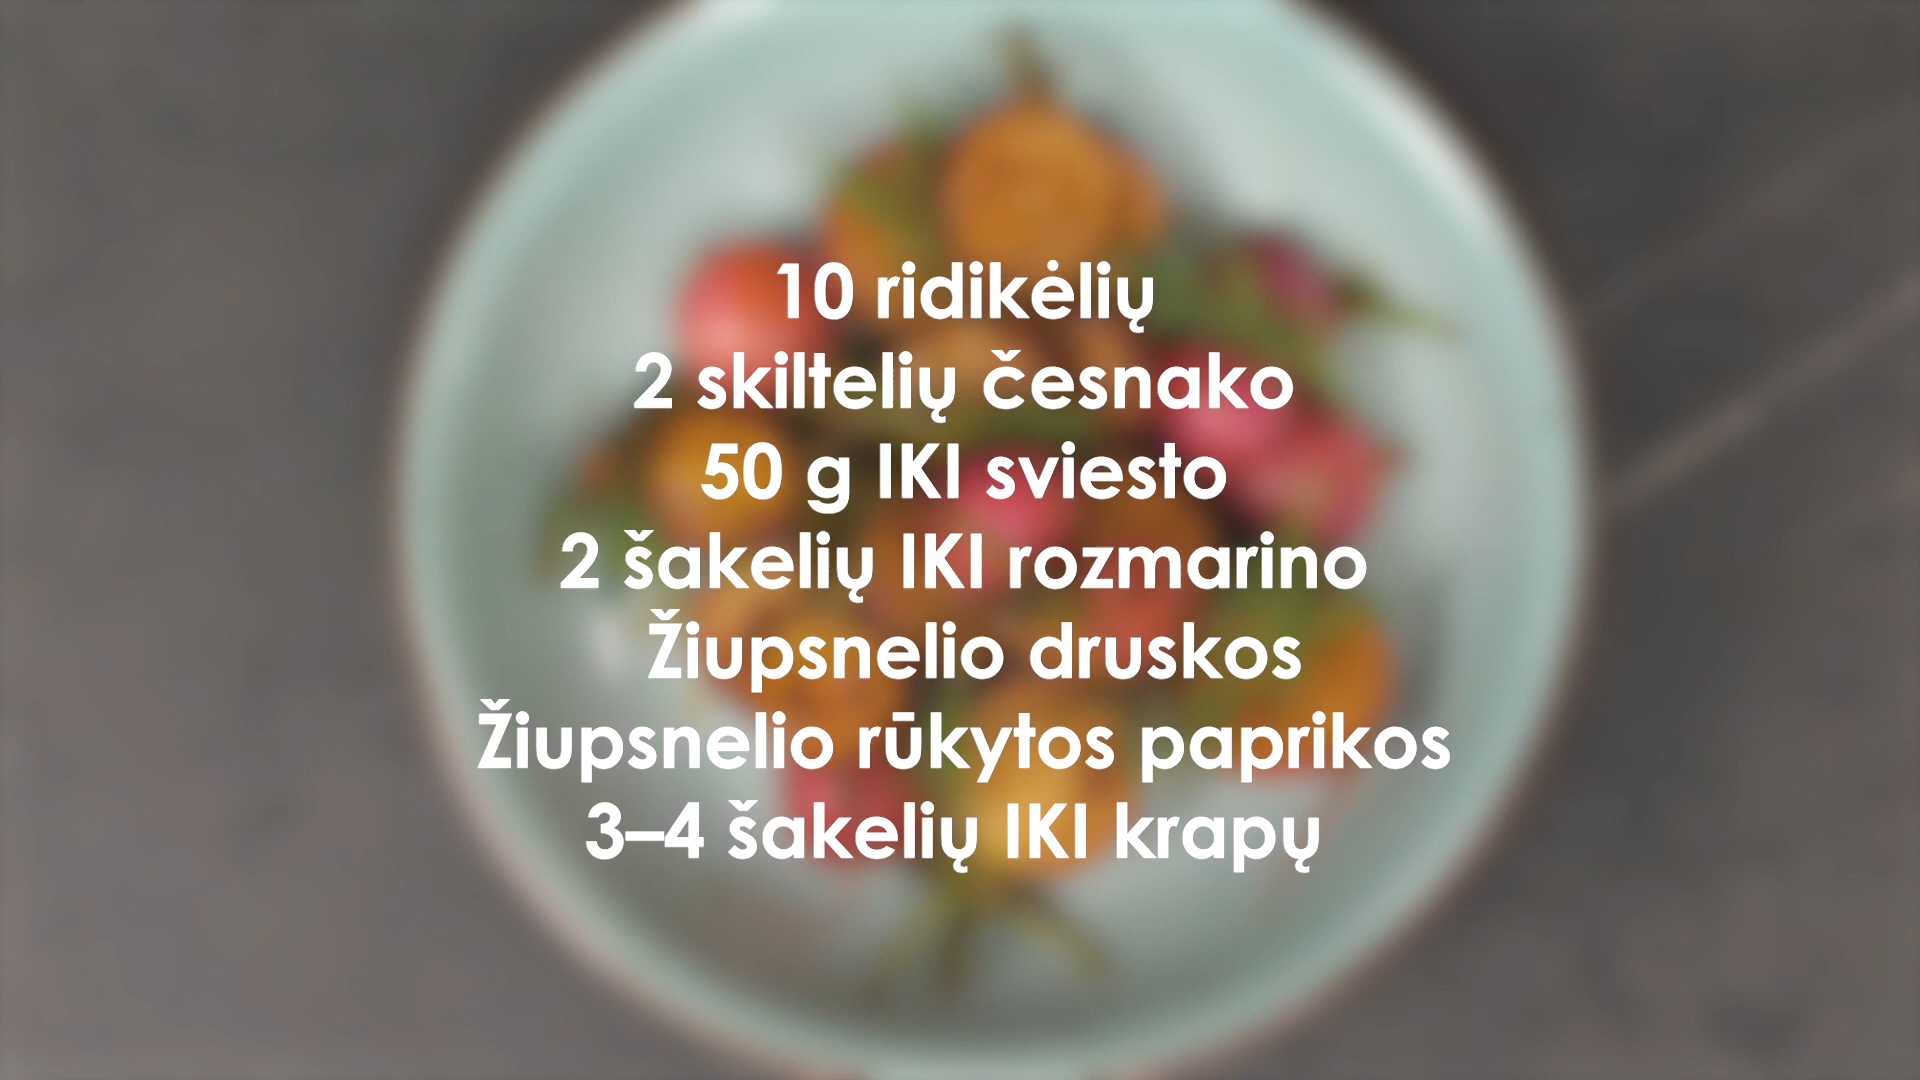 10 ridikėlių
2 skiltelių česnako
50 g IKI sviesto
2 šakelių IKI rozmarino
Žiupsnelio druskos
Žiupsnelio rūkytos paprikos
3–4 šakelių IKI krapų